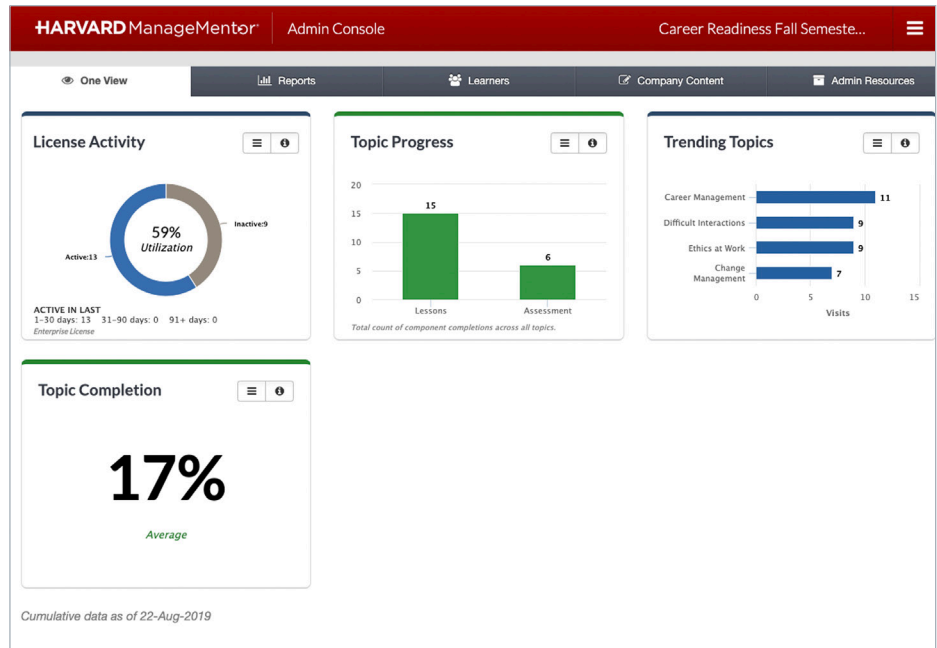 HARVARD ManageMentor® Admin Console Career Readiness Fall Semeste...
One View Reports Learners Company Content Admin Resources
License Activity
59%
Utilization
Inactive:9
Active:13
ACTIVE IN LAST
1-30 days: 13 31-90 days: 0 91+ days: 0
Enterprise License
Topic Progress
20
15
10
5
0
15
6
Lessons Assessment
Total count of component completions across all topics.
Trending Topics
Career Management 11
Difficult Interactions 9
Ethics at Work 9
Change
Management 7
0 5 10 15
Visits
Topic Completion
17%
Average
Cumulative data as of 22-Aug-2019